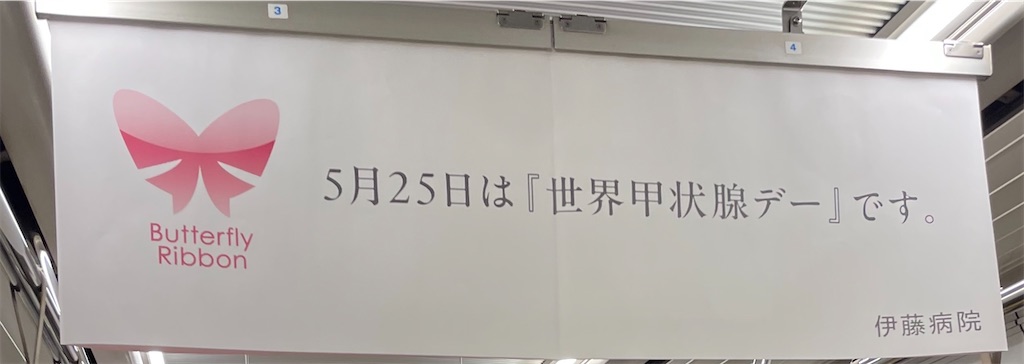 3
4
Butterfly
Ribbon
5月25日は『世界甲状腺デー』です。
伊藤病院